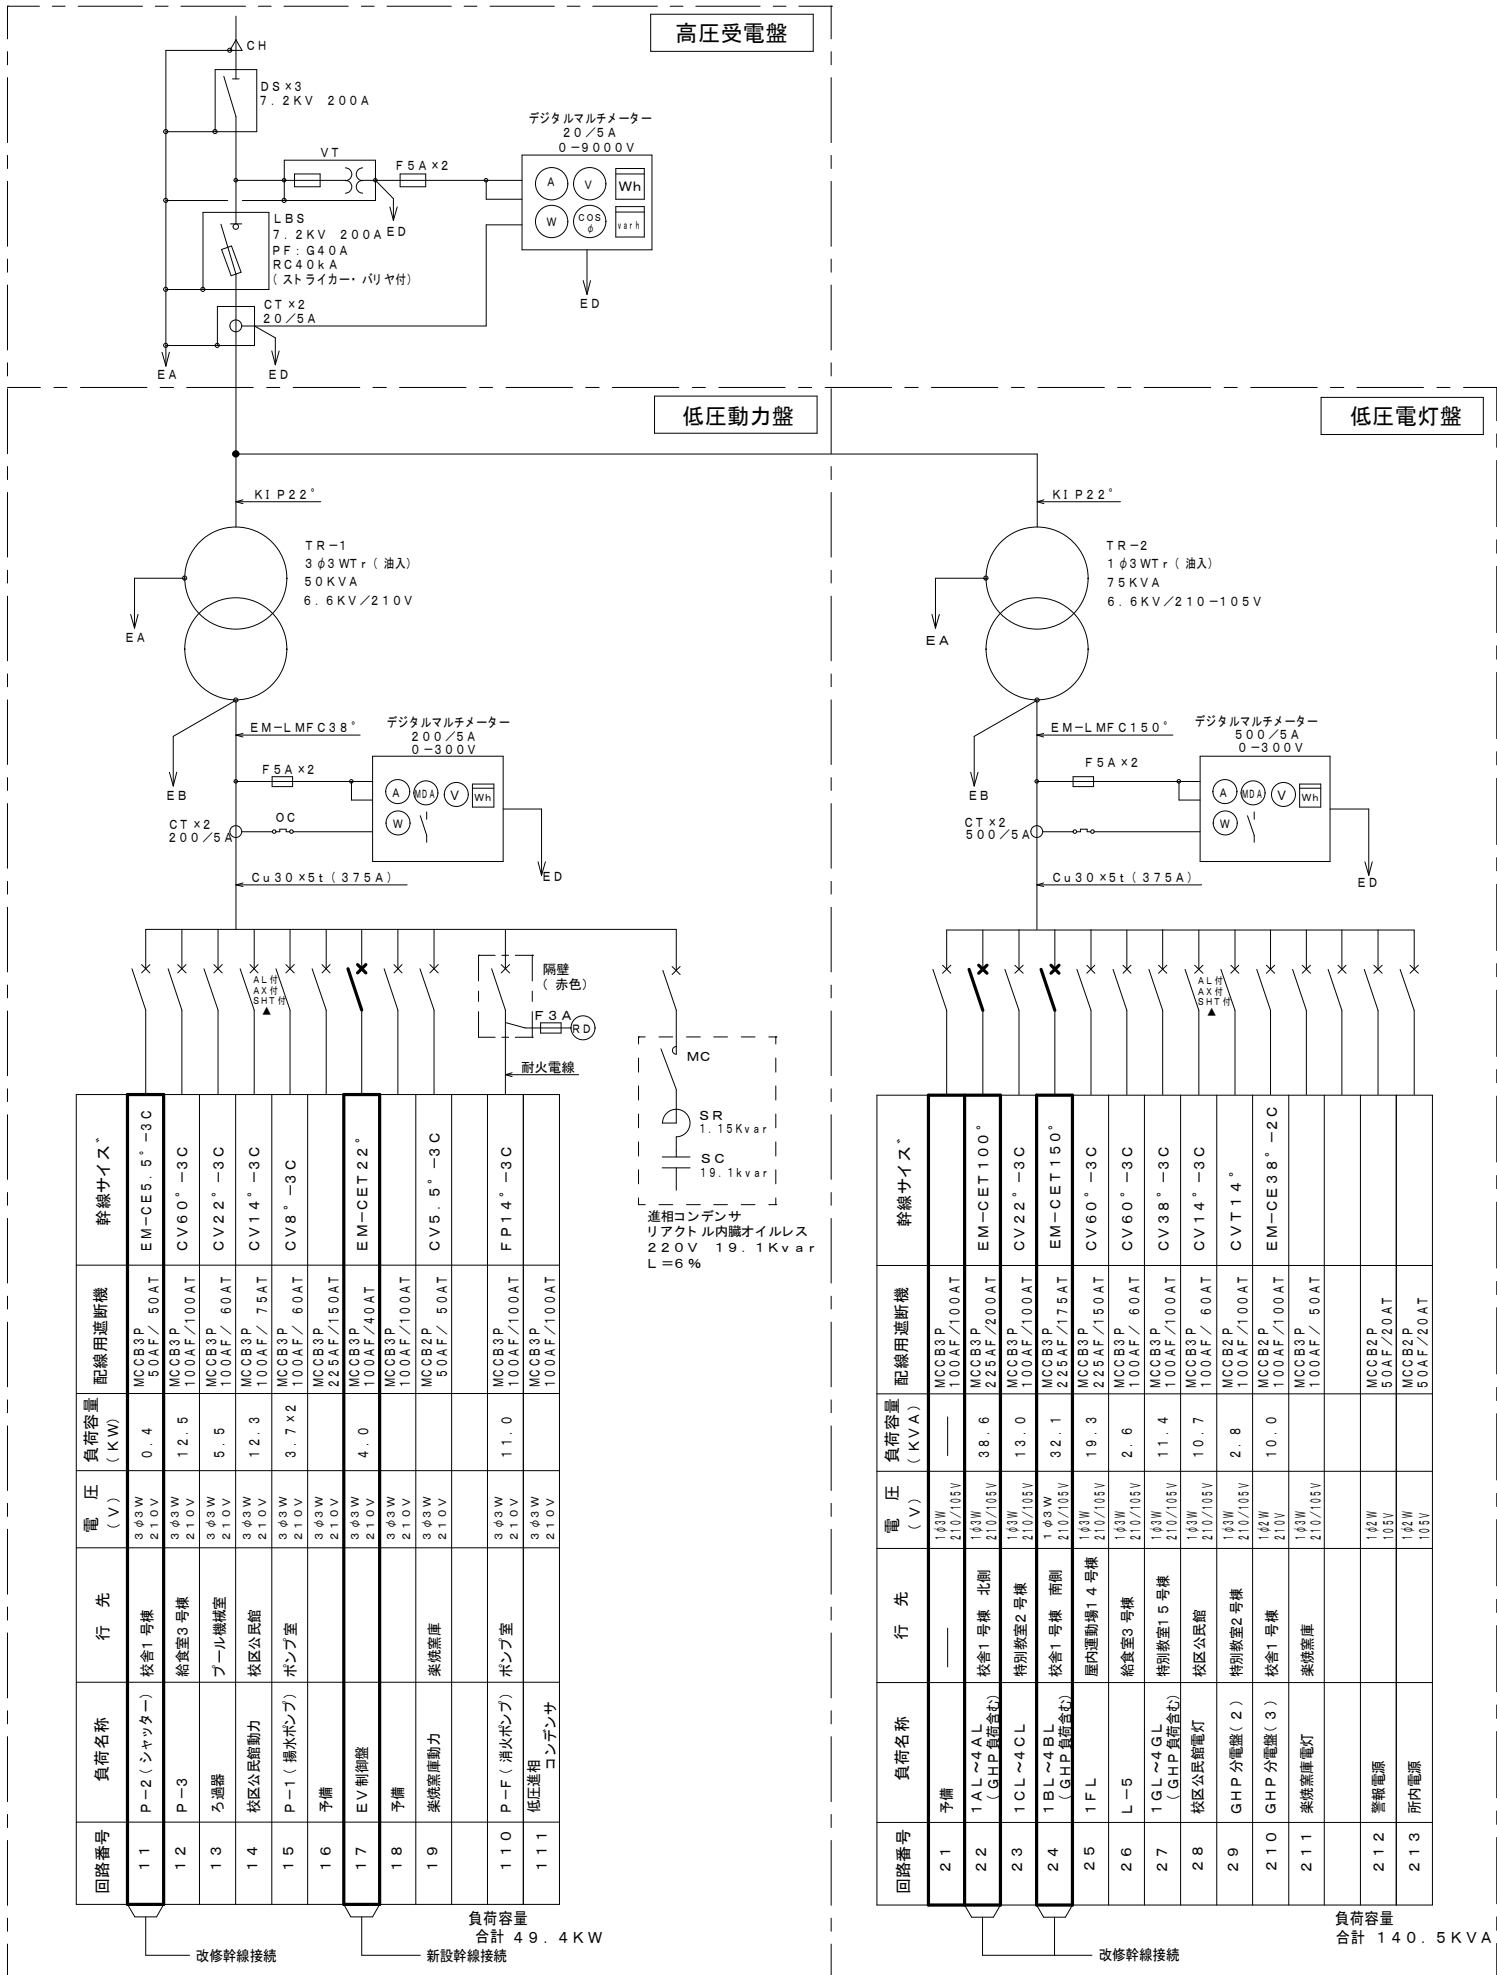 高圧受電盤
CH
DS×3
7.2KV 200A
VT
F5A×2
ED
デジタルマルチメーター
20/5A
0-9000V
A
V
Wh
W
COS
φ
varh
ED
LBS
7.2KV 200A
PF:G40A
RC40kA
(ストライカー・バリヤ付)
CT×2
20/5A
EA
ED
低圧動力盤
KIP22°
TR-1
3φ3WTr(油入)
50KVA
6.6KV/210V
EA
EB
EM-LMFC38°
デジタルマルチメーター
200/5A
0-300V
F5A×2
A
MDA
V
Wh
W
CT×2
200/5A
OC
ED
Cu30×5t(375A)
AL付
AX付
SHT付
▲
隔壁
(赤色)
F3A
RD
耐火電線
MC
SR
1.15Kvar
SC
19.1kvar
進相コンデンサ
リアクトル内臓オイルレス
220V 19.1Kvar
L=6%
幹線サイズ゛
EM-CE5.5°-3C
CV60°-3C
CV22°-3C
CV14°-3C
CV8°-3C
EM-CET22°
CV5.5°-3C
FP14°-3C
配線用遮断機
MCCB3P
50AF/ 50AT
MCCB3P
100AF/100AT
MCCB3P
100AF/ 60AT
MCCB3P
100AF/ 75AT
MCCB3P
100AF/ 60AT
MCCB3P
225AF/150AT
MCCB3P
100AF/40AT
MCCB3P
100AF/100AT
MCCB2P
50AF/ 50AT
MCCB3P
100AF/100AT
MCCB3P
100AF/100AT
負荷容量
(KW)
0.4
12.5
5.5
12.3
3.7×2
4.0
11.0
電 圧
(V)
3φ3W
210V
3φ3W
210V
3φ3W
210V
3φ3W
210V
3φ3W
210V
3φ3W
210V
3φ3W
210V
3φ3W
210V
3φ3W
210V
3φ3W
210V
3φ3W
210V
行 先
校舎1号棟
給食室3号棟
プール機械室
校区公民館
ポンプ室
楽焼窯庫
ポンプ室
負荷名称
P-2(シャッター)
P-3
ろ過器
校区公民館動力
P-1(揚水ポンプ)
予備
EV制御盤
予備
楽焼窯庫動力
P-F(消火ポンプ)
低圧進相
コンデンサ
回路番号
11
12
13
14
15
16
17
18
19
110
111
負荷容量
合計 49.4KW
改修幹線接続
新設幹線接続
低圧電灯盤
KIP22°
TR-2
1φ3WTr(油入)
75KVA
6.6KV/210-105V
EA
EB
EM-LMFC150°
デジタルマルチメーター
500/5A
0-300V
F5A×2
A
MDA
V
Wh
W
CT×2
500/5A
ED
Cu30×5t(375A)
AL付
AX付
SHT付
▲
幹線サイズ゛
EM-CET100°
CV22°-3C
EM-CET150°
CV60°-3C
CV60°-3C
CV38°-3C
CV14°-3C
CVT14°
EM-CE38°-2C
配線用遮断機
MCCB3P
100AF/100AT
MCCB3P
225AF/200AT
MCCB3P
100AF/100AT
MCCB3P
225AF/175AT
MCCB3P
225AF/150AT
MCCB3P
100AF/ 60AT
MCCB3P
100AF/100AT
MCCB3P
100AF/ 60AT
MCCB2P
100AF/100AT
MCCB2P
100AF/100AT
MCCB3P
100AF/ 50AT
MCCB2P
50AF/20AT
MCCB2P
50AF/20AT
負荷容量
(KVA)
38.6
13.0
32.1
19.3
2.6
11.4
10.7
2.8
10.0
電 圧
(V)
1φ3W
210/105V
1φ3W
210/105V
1φ3W
210/105V
1φ3W
210/105V
1φ3W
210/105V
1φ3W
210/105V
1φ3W
210/105V
1φ3W
210/105V
1φ3W
210/105V
1φ2W
210V
1φ3W
210/105V
1φ2W
105V
1φ2W
105V
行 先
校舎1号棟 北側
特別教室2号棟
校舎1号棟 南側
屋内運動場14号棟
給食室3号棟
特別教室15号棟
校区公民館
特別教室2号棟
校舎1号棟
楽焼窯庫
負荷名称
予備
1AL~4AL
(GHP負荷含む)
1CL~4CL
1BL~4BL
(GHP負荷含む)
1FL
L-5
1GL~4GL
(GHP負荷含む)
校区公民館電灯
GHP分電盤(2)
GHP分電盤(3)
楽焼窯庫電灯
警報電源
所内電源
回路番号
21
22
23
24
25
26
27
28
29
210
211
212
213
負荷容量
合計 140.5KVA
改修幹線接続